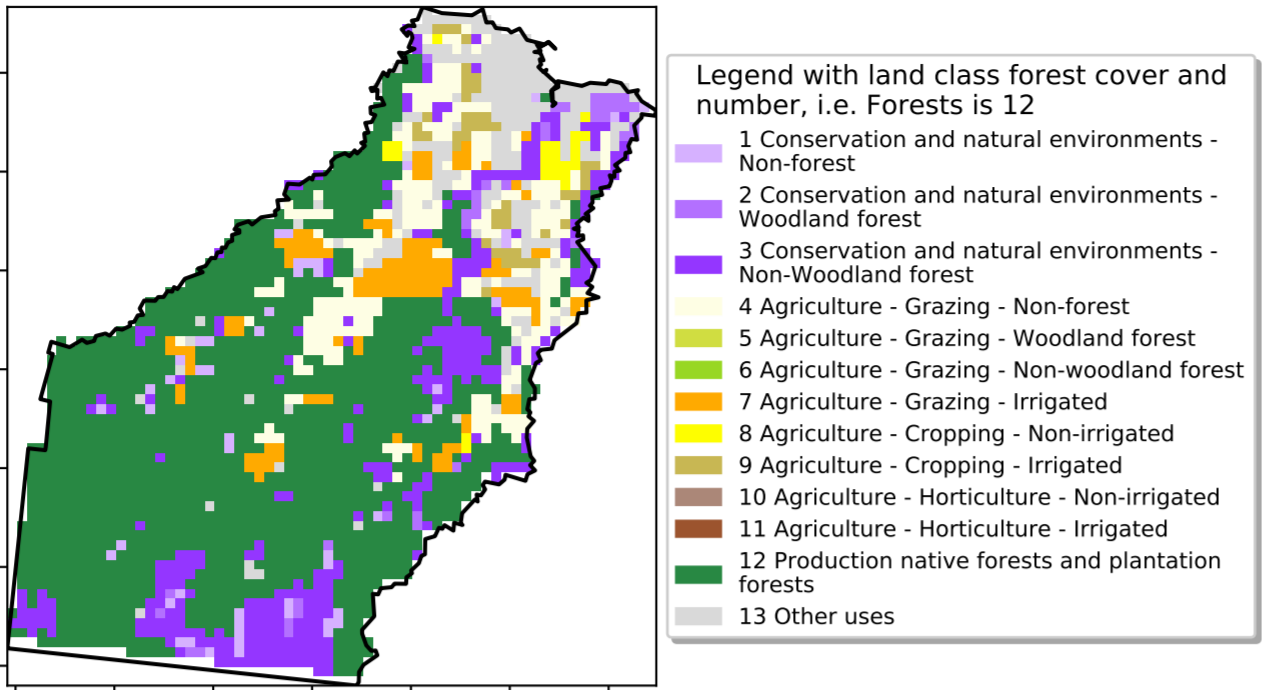 Legend with land class forest cover and
number, i.e. Forests is 12
1 Conservation and natural environments -
Non-forest
2 Conservation and natural environments -
Woodland forest
3 Conservation and natural environments -
Non-Woodland forest
4 Agriculture - Grazing - Non-forest
5 Agriculture - Grazing - Woodland forest
6 Agriculture - Grazing - Non-woodland forest
7 Agriculture - Grazing - Irrigated
8 Agriculture - Cropping - Non-irrigated
9 Agriculture - Cropping - Irrigated
10 Agriculture - Horticulture - Non-irrigated
11 Agriculture - Horticulture - Irrigated
12 Production native forests and plantation
forests
13 Other uses